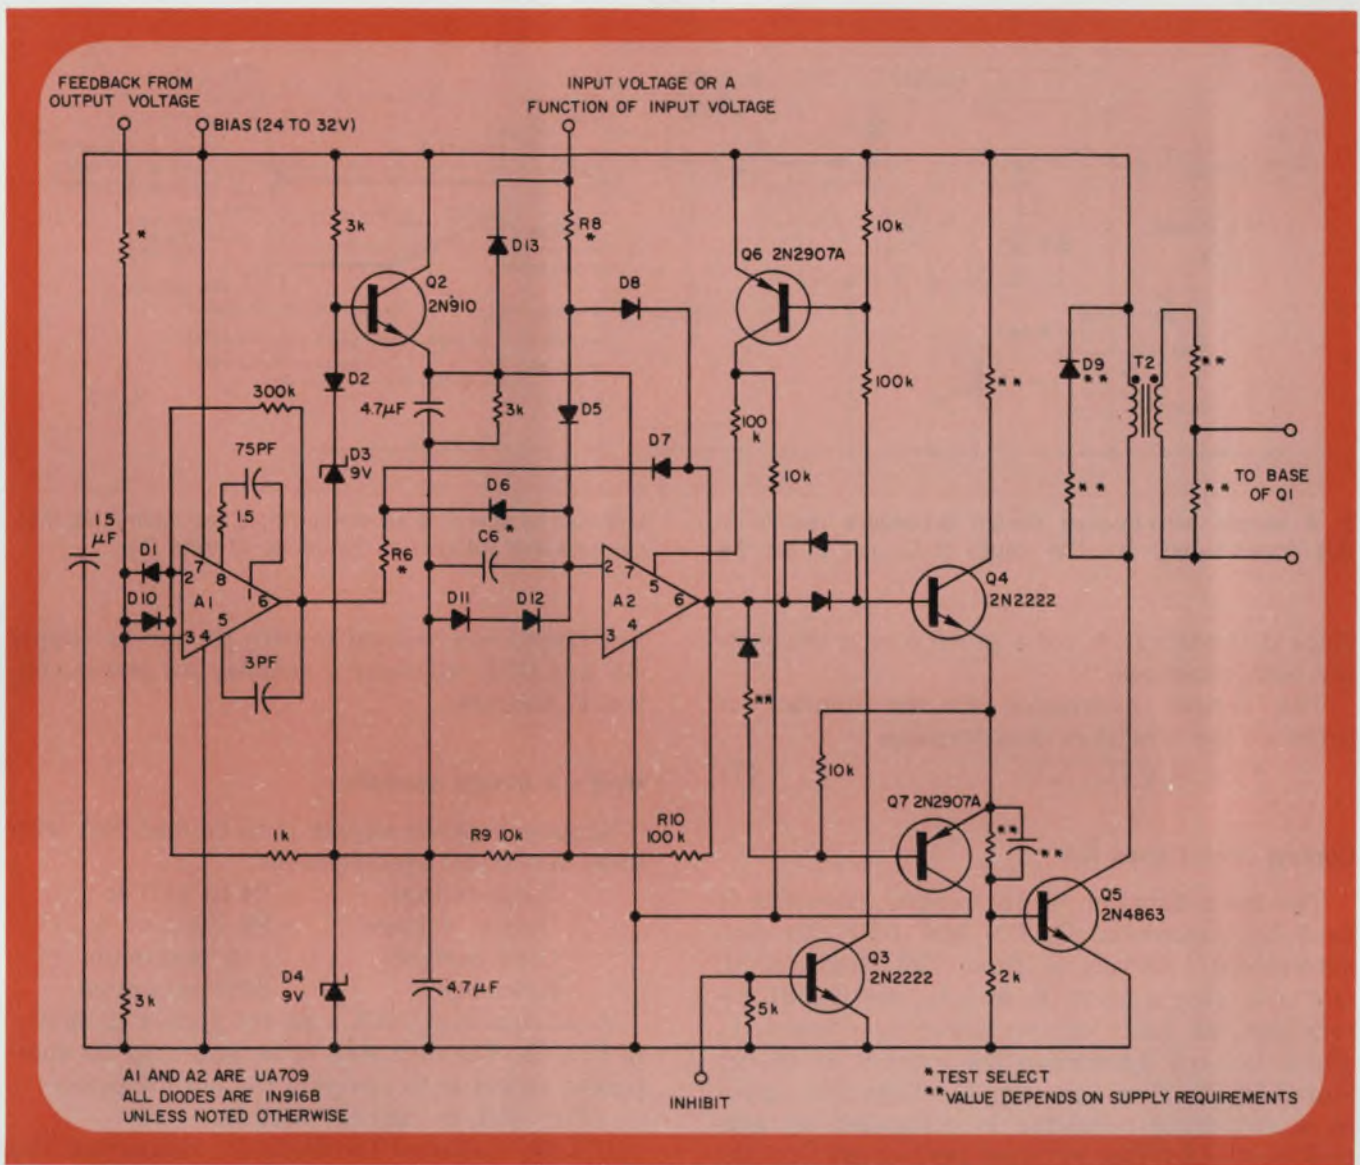 FEEDBACK FROM
OUTPUT VOLTAGE
BIAS (24 TO 32V)
INPUT VOLTAGE OR A
FUNCTION OF INPUT VOLTAGE
*
3k
Q2
2N910
D13
R8
*
D8
Q6 2N2907A
10k
D2
300k
4.7µF
3k
D5
100
k
100k
**
D9
**
T2
**
75PF
D3
9V
D7
10k
TO BASE
OF Q1
15
µF
1.5
D6
*
C6
R6
*
**
**
D1
2
7
8
A1
1
6
5
D10
3
4
D11
D12
2
7
5
A2
6
4
3
Q4
2N2222
3PF
**
10k
Q7 2N2907A
1k
R9 10k
R10
100k
**
**
Q5
2N4863
D4
9V
4.7µF
Q3
2N2222
3k
5k
2k
INHIBIT
A1 AND A2 ARE UA709
ALL DIODES ARE IN916B
UNLESS NOTED OTHERWISE
*TEST SELECT
**VALUE DEPENDS ON SUPPLY REQUIREMENTS